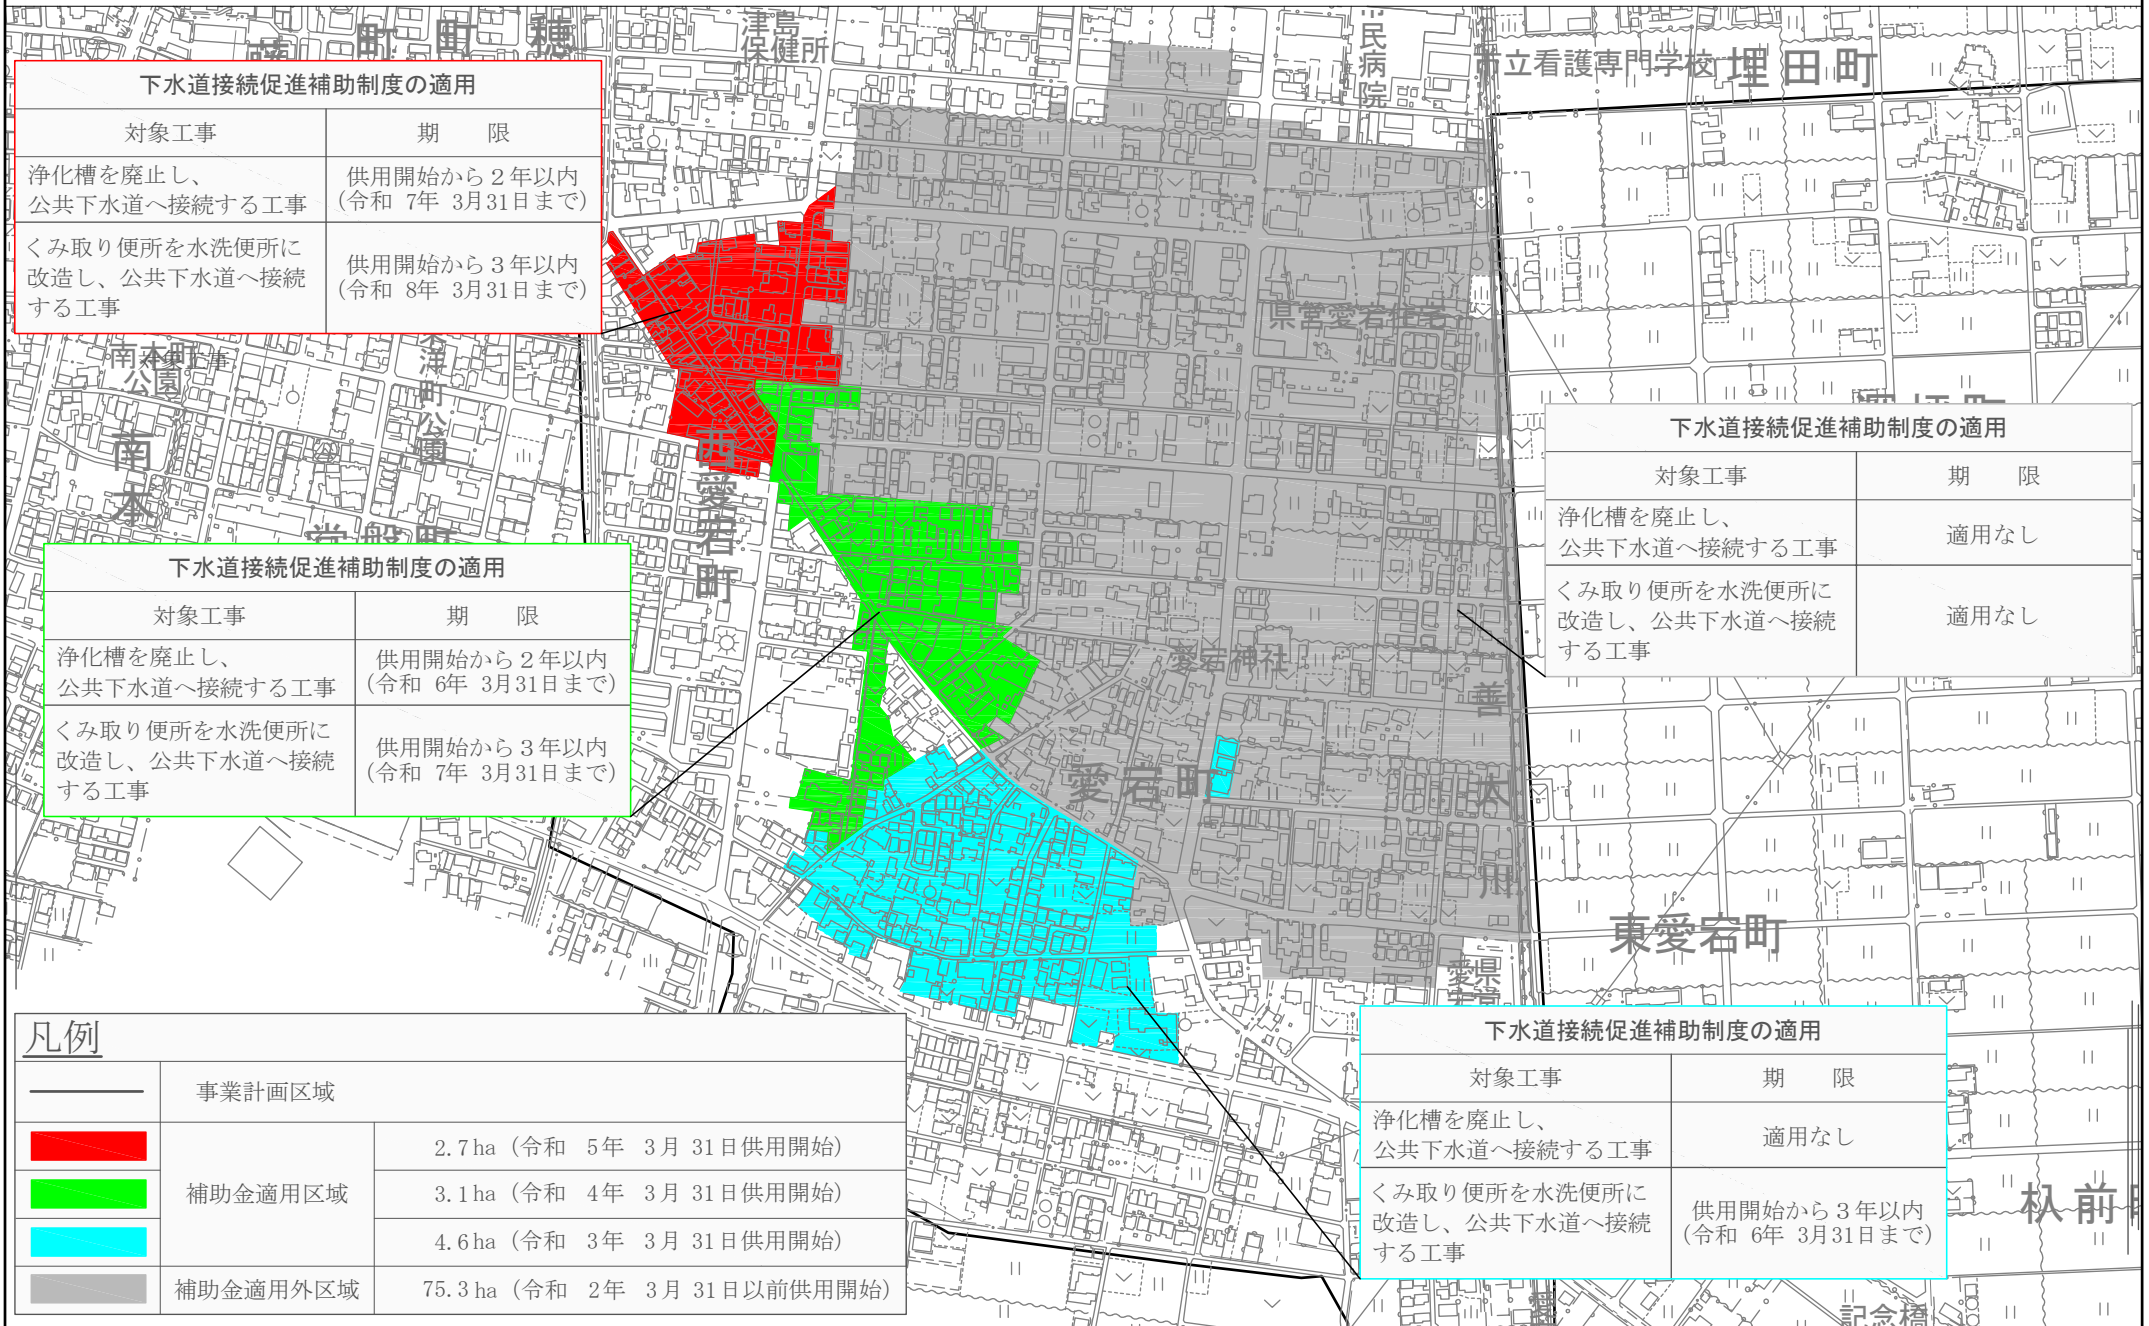 穂
町
町
津島
保健所
市民病院
市立看護専門学校
埋田町
下水道接続促進補助制度の適用
対象工事
期　限
浄化槽を廃止し、
公共下水道へ接続する工事
供用開始から２年以内
(令和 7年 3月31日まで)
くみ取り便所を水洗便所に
改造し、公共下水道へ接続
する工事
供用開始から３年以内
(令和 8年 3月31日まで)
県営愛宕住宅
南本町
公園
対象工事
洋町公園
南本
西愛宕町
常盤町
下水道接続促進補助制度の適用
対象工事
期　限
浄化槽を廃止し、
公共下水道へ接続する工事
適用なし
くみ取り便所を水洗便所に
改造し、公共下水道へ接続
する工事
適用なし
下水道接続促進補助制度の適用
対象工事
期　限
浄化槽を廃止し、
公共下水道へ接続する工事
供用開始から２年以内
(令和 6年 3月31日まで)
くみ取り便所を水洗便所に
改造し、公共下水道へ接続
する工事
供用開始から３年以内
(令和 7年 3月31日まで)
愛宕神社
愛宕町
善太川
東愛宕町
凡例
事業計画区域
補助金適用区域
2.7ha (令和 5年 3月 31日供用開始)
3.1ha (令和 4年 3月 31日供用開始)
4.6ha (令和 3年 3月 31日供用開始)
補助金適用外区域
75.3ha (令和 2年 3月 31日以前供用開始)
下水道接続促進補助制度の適用
対象工事
期　限
浄化槽を廃止し、
公共下水道へ接続する工事
適用なし
くみ取り便所を水洗便所に
改造し、公共下水道へ接続
する工事
供用開始から３年以内
(令和 6年 3月31日まで)
杁前
記念橋